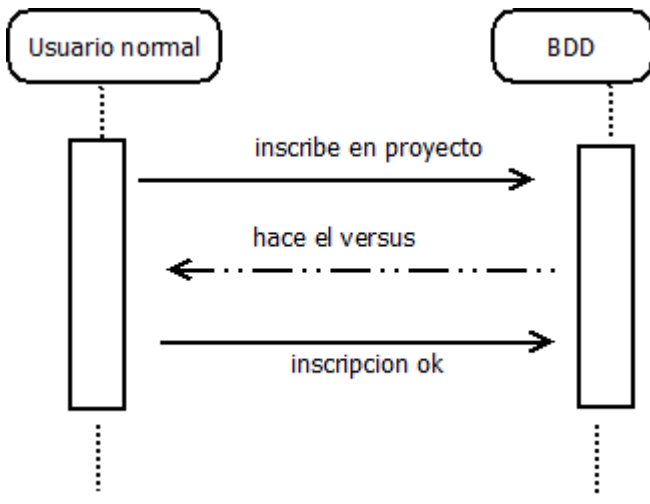 Usuario normal
BDD
inscribe en proyecto
hace el versus
inscripcion ok